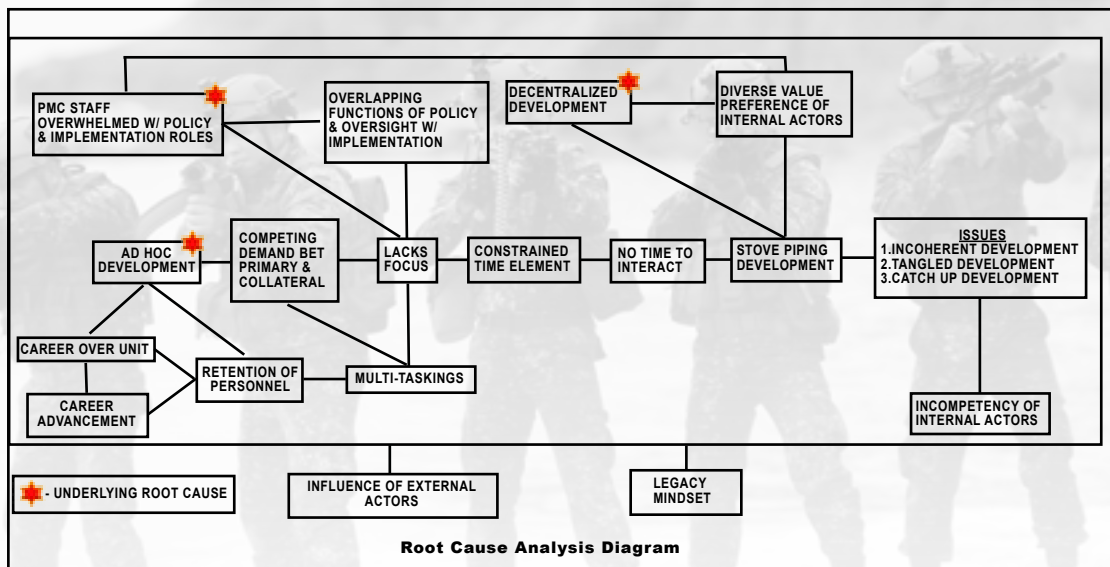 PMC STAFF
OVERWHELMED W/ POLICY
& IMPLEMENTATION ROLES
OVERLAPPING
FUNCTIONS OF POLICY
& OVERSIGHT W/
IMPLEMENTATION
DECENTRALIZED
DEVELOPMENT
DIVERSE VALUE
PREFERENCE OF
INTERNAL ACTORS
AD HOC
DEVELOPMENT
COMPETING
DEMAND BET
PRIMARY &
COLLATERAL
LACKS
FOCUS
CONSTRAINED
TIME ELEMENT
NO TIME TO
INTERACT
STOVE PIPING
DEVELOPMENT
ISSUES
1.INCOHERENT DEVELOPMENT
2.TANGLED DEVELOPMENT
3.CATCH UP DEVELOPMENT
CAREER OVER UNIT
RETENTION OF
PERSONNEL
MULTI-TASKINGS
CAREER
ADVANCEMENT
INCOMPETENCY OF
INTERNAL ACTORS
- UNDERLYING ROOT CAUSE
INFLUENCE OF EXTERNAL
ACTORS
LEGACY
MINDSET
Root Cause Analysis Diagram